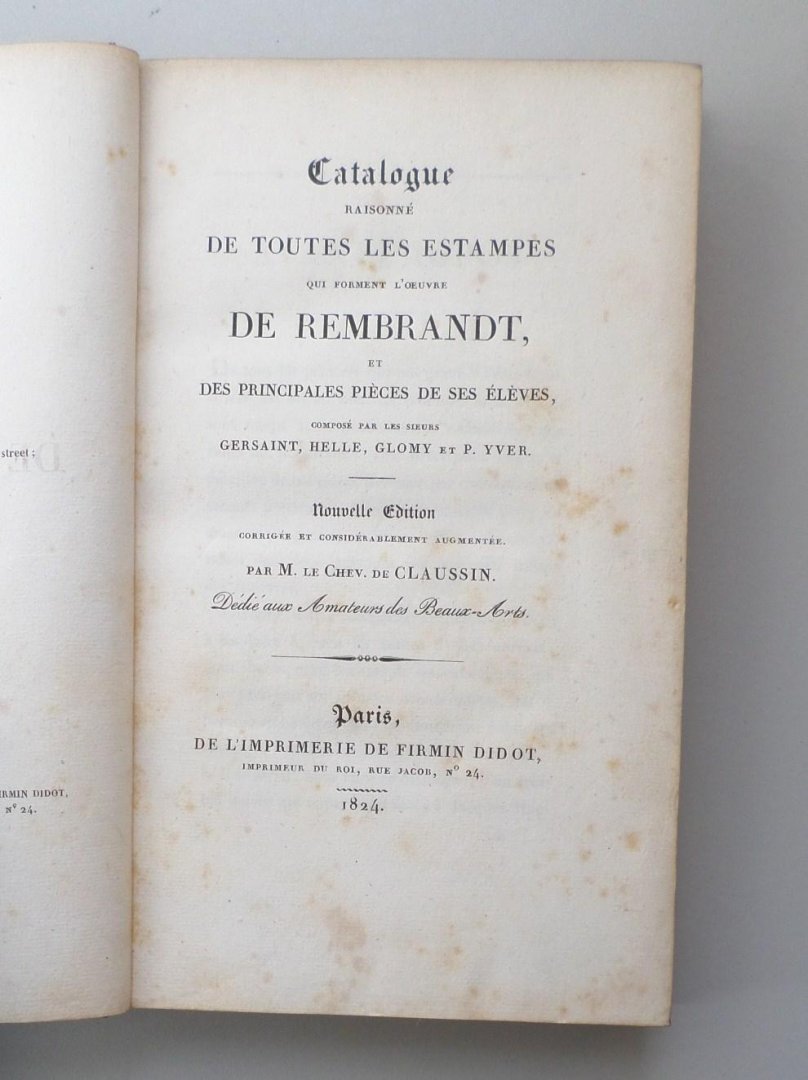 street ;
IRMIN DIDOT,
Nº 24.
Catalogue
RAISONNÉ
DE TOUTES LES ESTAMPES
QUI FORMENT L'OEUVRE
DE REMBRANDT,
ET
DES PRINCIPALES PIÈCES DE SES ÉLÈVES,
COMPOSÉ PAR LES SIEURS
GERSAINT, HELLE, GLOMY ET P. YVER.
Nouvelle Edition
CORRIGÉE ET CONSIDÉRABLEMENT AUGMENTÉE.
PAR M. LE CHEV. DE CLAUSSIN.
Dédié aux Amateurs des Beaux-Arts.
Paris,
DE L'IMPRIMERIE DE FIRMIN DIDOT,
IMPRIMEUR DU ROI, RUE JACOB, Nº 24.
1824.